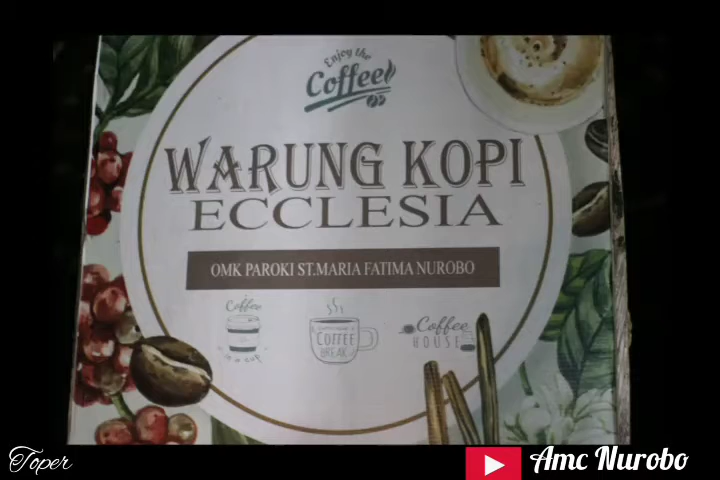 Enjoy the
Coffee
WARUNG KOPI
ECCLESIA
OMK PAROKI ST.MARIA FATIMA NUROBO
Coffee
COFFEE
BREAK
Coffee
HOUSE
Toper
Amc Nurobo